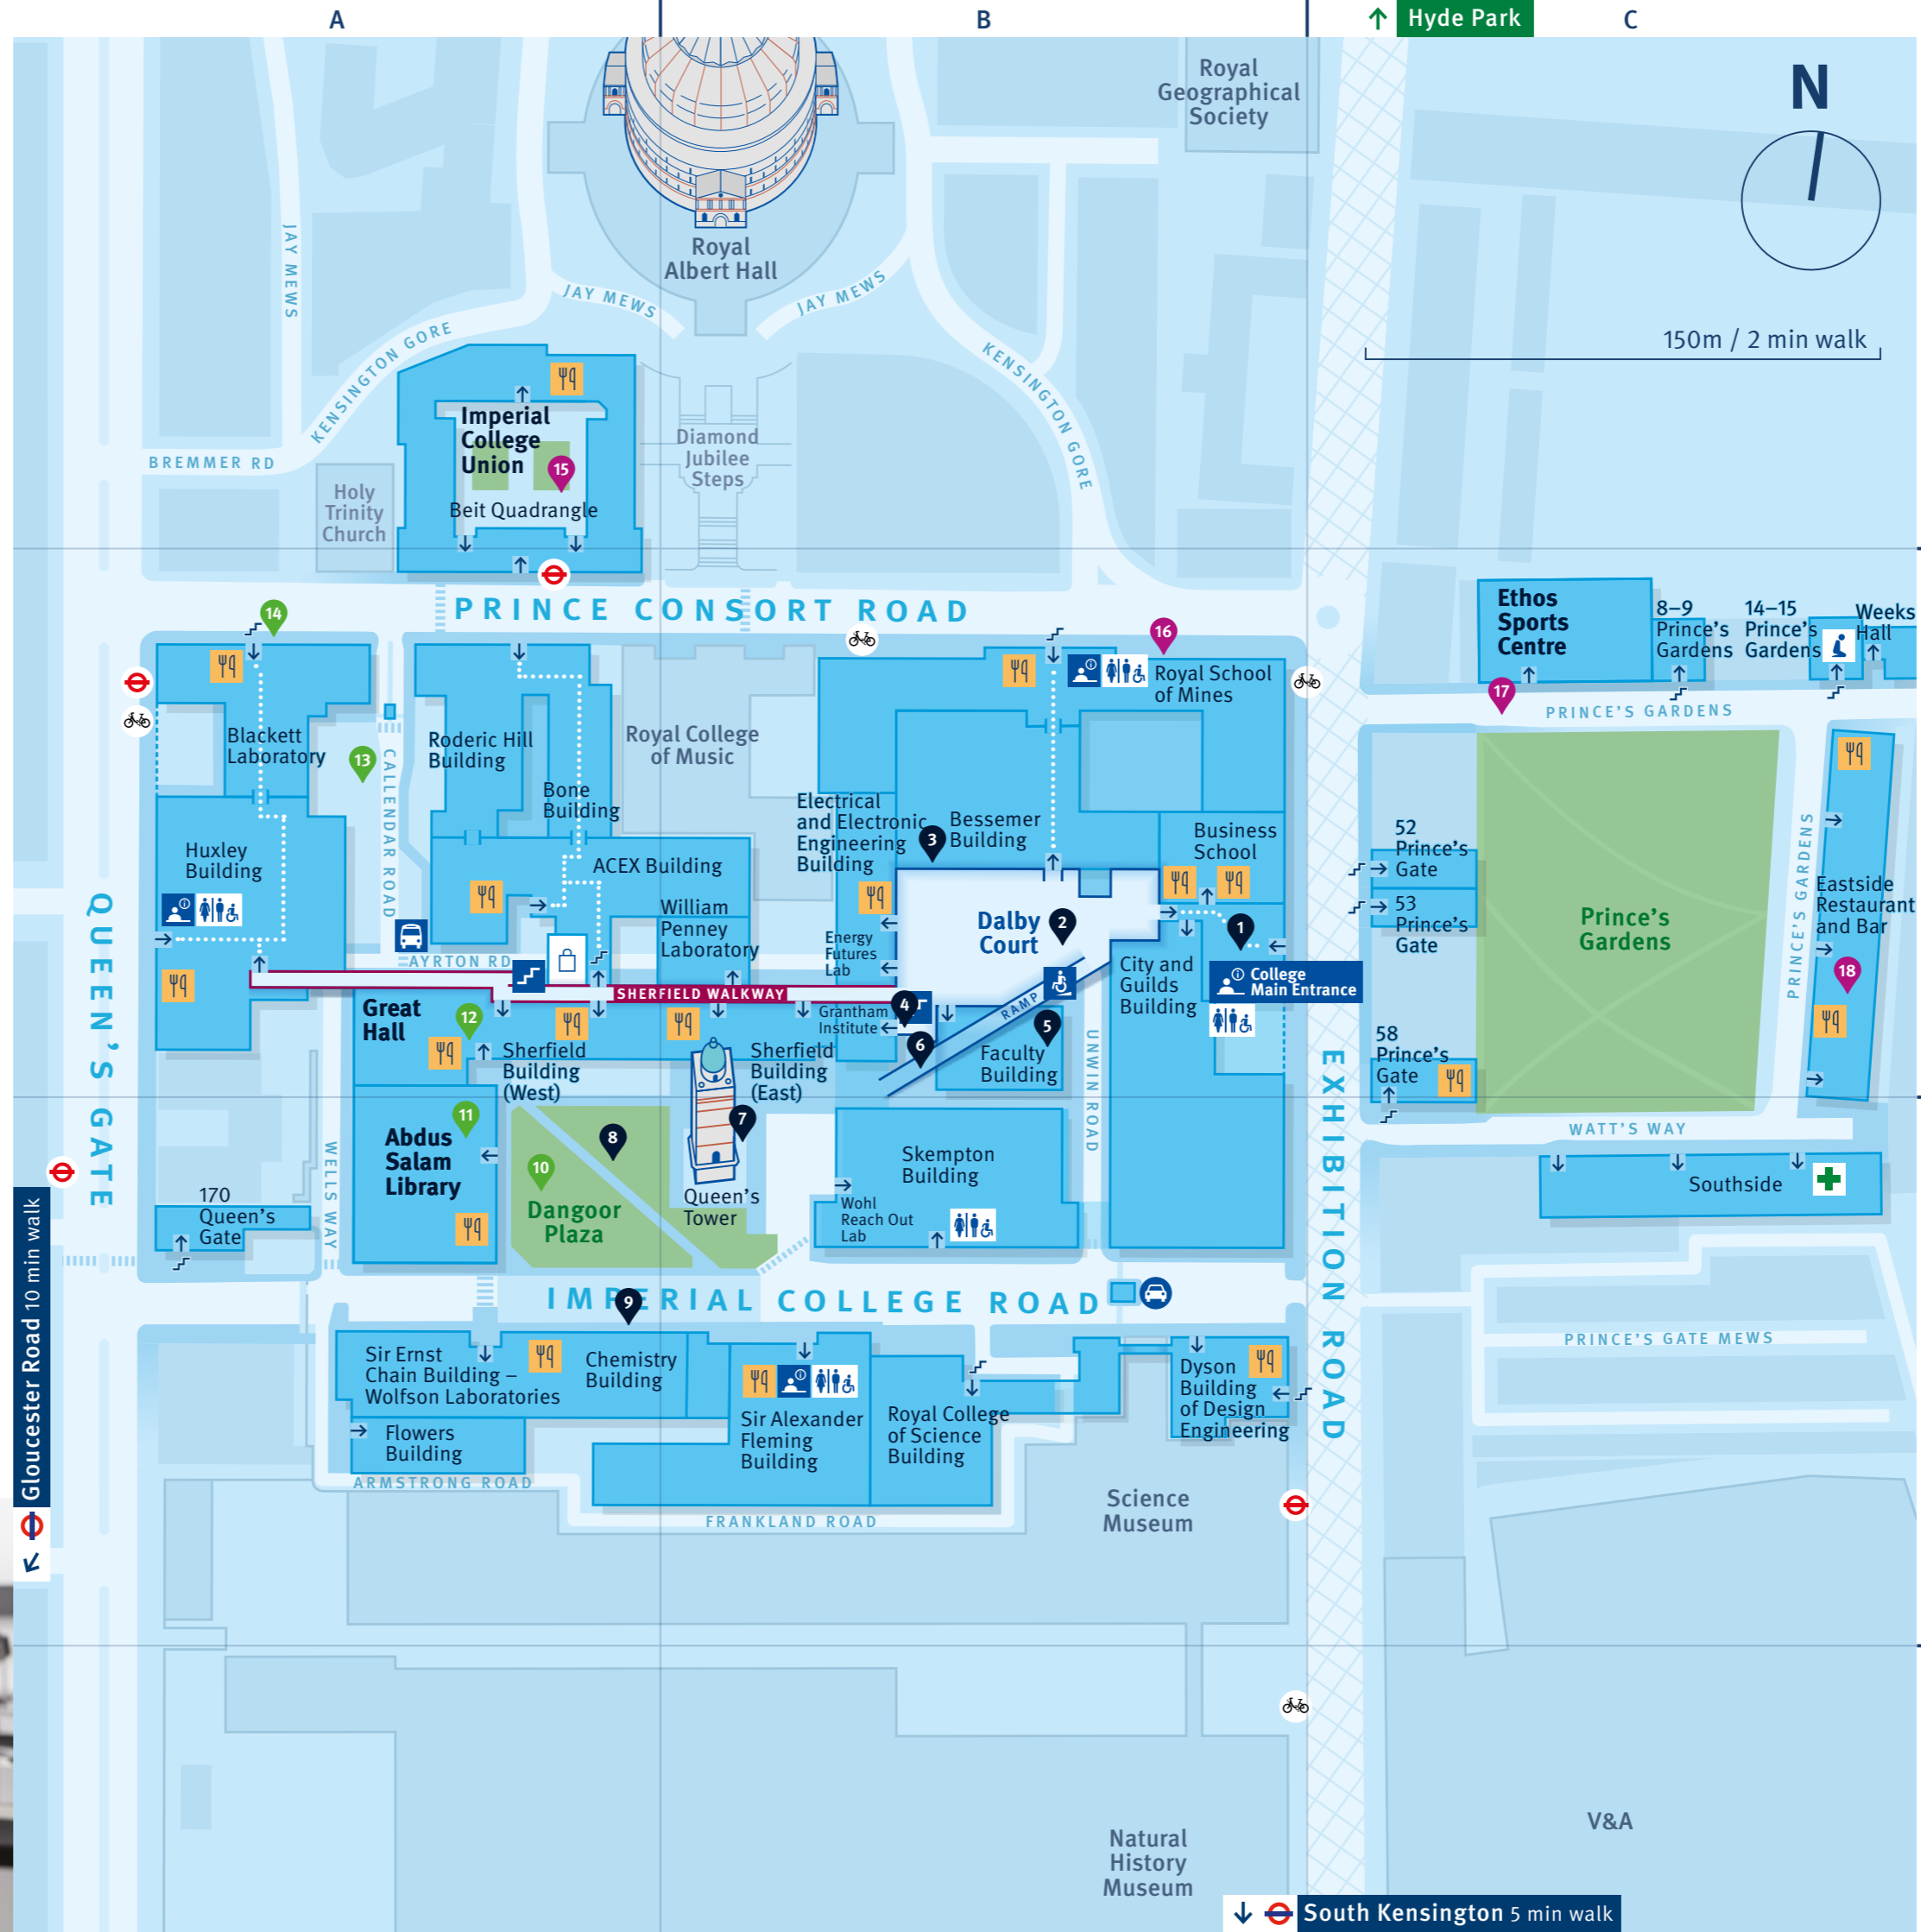 A
B
C
Hyde Park
N
Royal
Geographical
Society
Royal
Albert Hall
JAY MEWS
JAY MEWS
JAY MEWS
KENSINGTON GORE
KENSINGTON GORE
BREMMER RD
150m / 2 min walk
Imperial
College
Union
15
Beit Quadrangle
Holy
Trinity
Church
Diamond
Jubilee
Steps
PRINCE CONSORT ROAD
14
16
Ethos
Sports
Centre
8–9
Prince's
Gardens
14–15
Prince's
Gardens
Weeks
Hall
17
PRINCE'S GARDENS
Royal School
of Mines
Blackett
Laboratory
13
CALLENDAR ROAD
Roderic Hill
Building
Bone
Building
Royal College
of Music
Electrical
and Electronic
Engineering
Building
3
Bessemer
Building
Business
School
Huxley
Building
ACEX Building
William
Penney
Laboratory
Energy
Futures
Lab
Dalby
Court
2
1
52
Prince's
Gate
53
Prince's
Gate
Prince's
Gardens
PRINCE'S GARDENS
Eastside
Restaurant
and Bar
18
AYRTON RD
SHERFIELD WALKWAY
City and
Guilds
Building
College
Main Entrance
Great
Hall
12
Grantham
Institute
4
RAMP
5
6
Faculty
Building
UNWIN ROAD
Sherfield
Building
(West)
Sherfield
Building
(East)
58
Prince's
Gate
QUEEN'S GATE
EXHIBITION ROAD
11
Abdus
Salam
Library
8
7
10
Dangoor
Plaza
Queen's
Tower
Skempton
Building
Wohl
Reach Out
Lab
WATT'S WAY
Southside
170
Queen's
Gate
WELLS WAY
Gloucester Road 10 min walk
9
IMPERIAL COLLEGE ROAD
PRINCE'S GATE MEWS
Sir Ernst
Chain Building –
Wolfson Laboratories
Chemistry
Building
Flowers
Building
Sir Alexander
Fleming
Building
Royal College
of Science
Building
Dyson
Building
of Design
Engineering
ARMSTRONG ROAD
FRANKLAND ROAD
Science
Museum
V&A
Natural
History
Museum
South Kensington 5 min walk